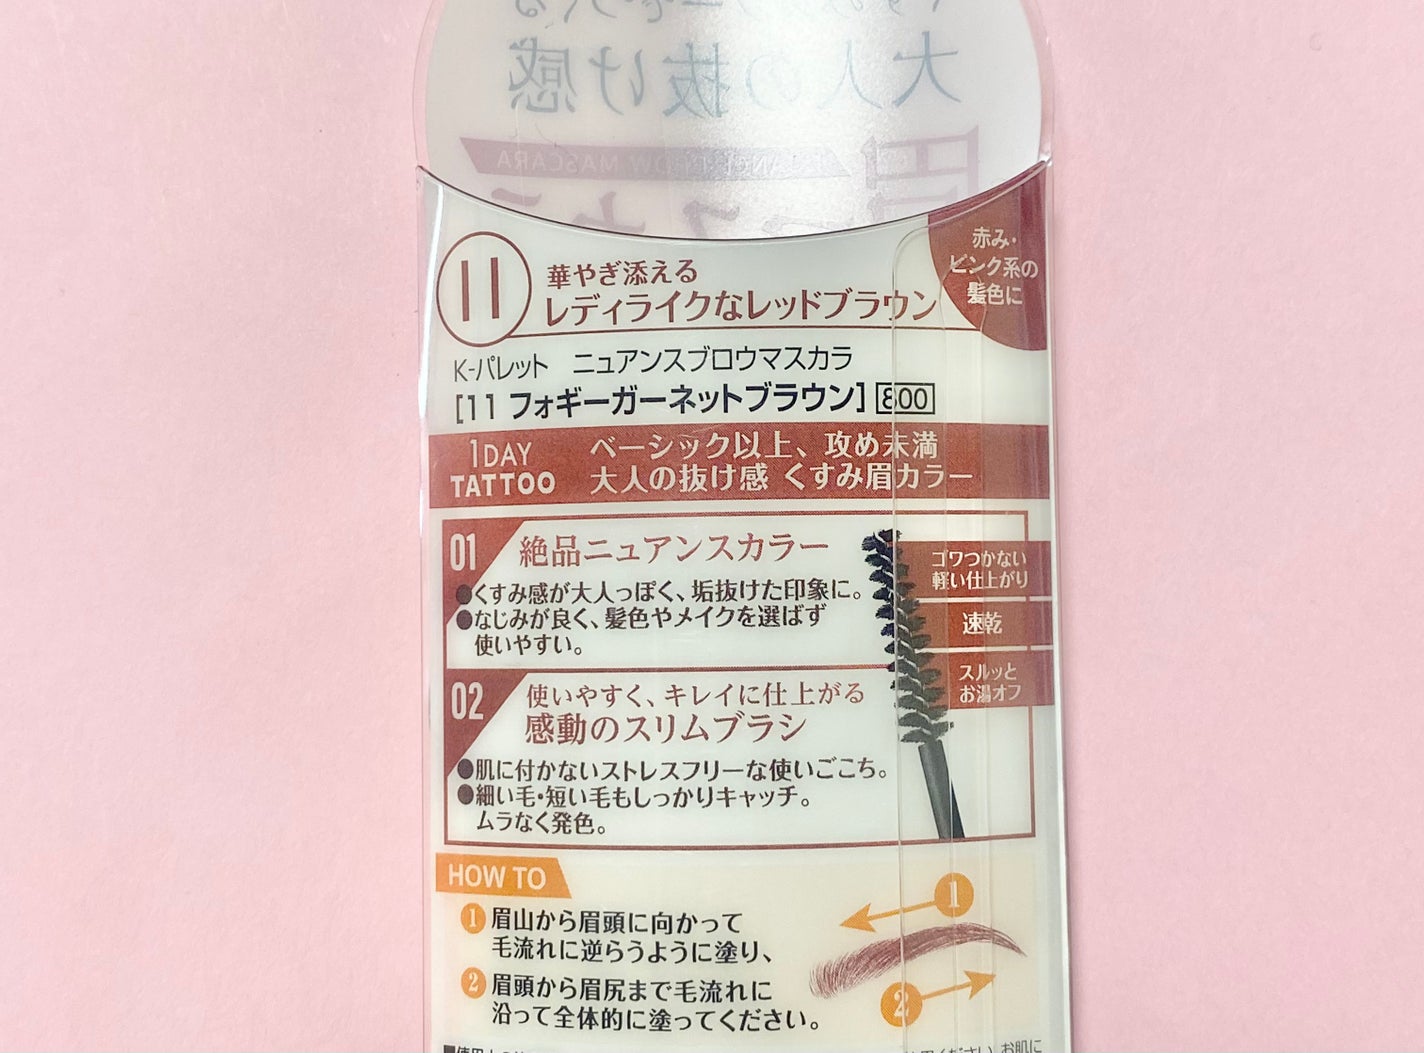 大人の抜け感
11
華やぎ添える
レディライクなレッドブラウン
赤み・
ピンク系の
髪色に
K-パレット ニュアンスブロウマスカラ
[11 フォギーガーネットブラウン] 800
1DAY
TATTOO
ベーシック以上、攻め未満
大人の抜け感 くすみ眉カラー
01
絶品ニュアンスカラー
●くすみ感が大人っぽく、垢抜けた印象に。
●なじみが良く、髪色やメイクを選ばず
使いやすい。
ゴワつかない
軽い仕上がり
速乾
スルッと
お湯オフ
02
使いやすく、キレイに仕上がる
感動のスリムブラシ
●肌に付かないストレスフリーな使いごこち。
●細い毛・短い毛もしっかりキャッチ。
ムラなく発色。
HOW TO
1 眉山から眉頭に向かって
毛流れに逆らうように塗り、
2 眉頭から眉尻まで毛流れに
沿って全体的に塗ってください。
1
2